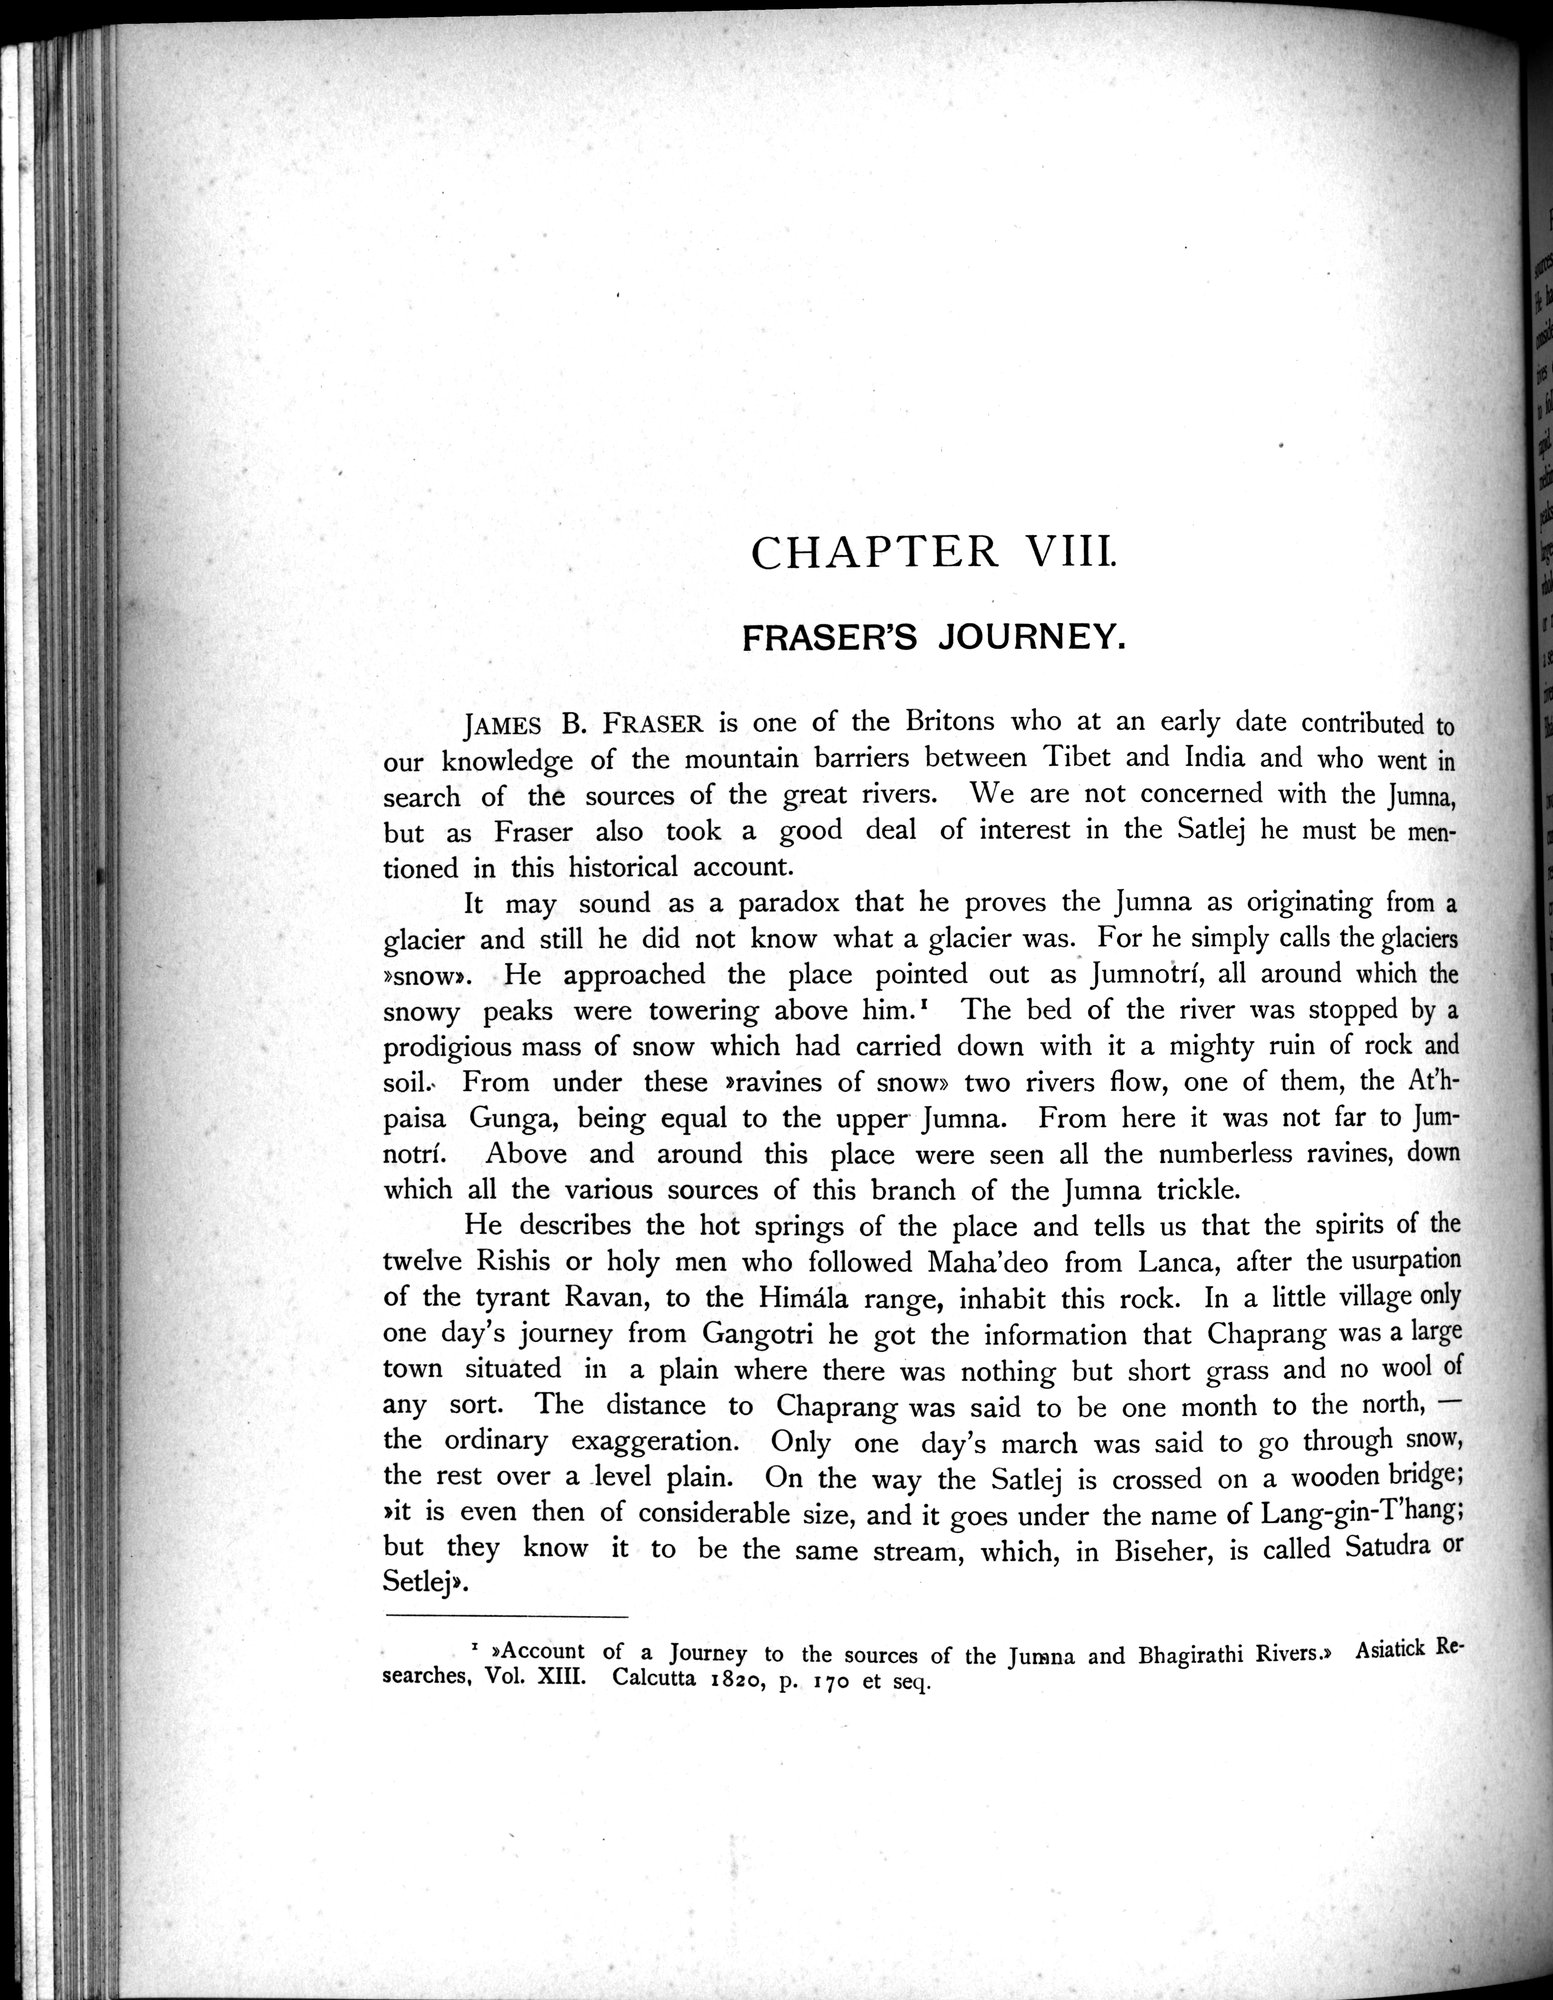 CHAPTER VIII.
FRASER'S JOURNEY.
JAMES B. FRASER is one of the Britons who at an early date contributed to
our knowledge of the mountain barriers between Tibet and India and who went in
search of the sources of the great rivers. We are not concerned with the Jumna,
but as Fraser also took a good deal of interest in the Satlej he must be men-
tioned in this historical account.
It may sound as a paradox that he proves the Jumna as originating from a
glacier and still he did not know what a glacier was. For he simply calls the glaciers
»snow». He approached the place pointed out as Jumnotrí, all around which the
snowy peaks were towering above him.¹ The bed of the river was stopped by a
prodigious mass of snow which had carried down with it a mighty ruin of rock and
soil. From under these »ravines of snow» two rivers flow, one of them, the At'h-
paisa Gunga, being equal to the upper Jumna. From here it was not far to Jum-
notrí. Above and around this place were seen all the numberless ravines, down
which all the various sources of this branch of the Jumna trickle.
He describes the hot springs of the place and tells us that the spirits of the
twelve Rishis or holy men who followed Maha'deo from Lanca, after the usurpation
of the tyrant Ravan, to the Himála range, inhabit this rock. In a little village only
one day's journey from Gangotri he got the information that Chaprang was a large
town situated in a plain where there was nothing but short grass and no wool of
any sort. The distance to Chaprang was said to be one month to the north, —
the ordinary exaggeration. Only one day's march was said to go through snow,
the rest over a level plain. On the way the Satlej is crossed on a wooden bridge;
»it is even then of considerable size, and it goes under the name of Lang-gin-T'hang;
but they know it to be the same stream, which, in Biseher, is called Satudra or
Setlej».
¹ »Account of a Journey to the sources of the Jumna and Bhagirathi Rivers.» Asiatick Re-
searches, Vol. XIII. Calcutta 1820, p. 170 et seq.